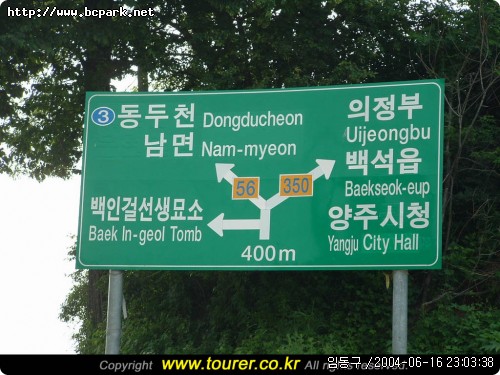 http://www.bcpark.net
3 동두천 Dongducheon
남면 Nam-myeon
의정부
Uijeongbu
백석읍
Baekseok-eup
56
350
백인걸선생묘소
Baek In-geol Tomb
양주시청
Yangju City Hall
400m
임동구 /2004-06-16 23:03:38
Copyright www.tourer.co.kr All rights reserved.